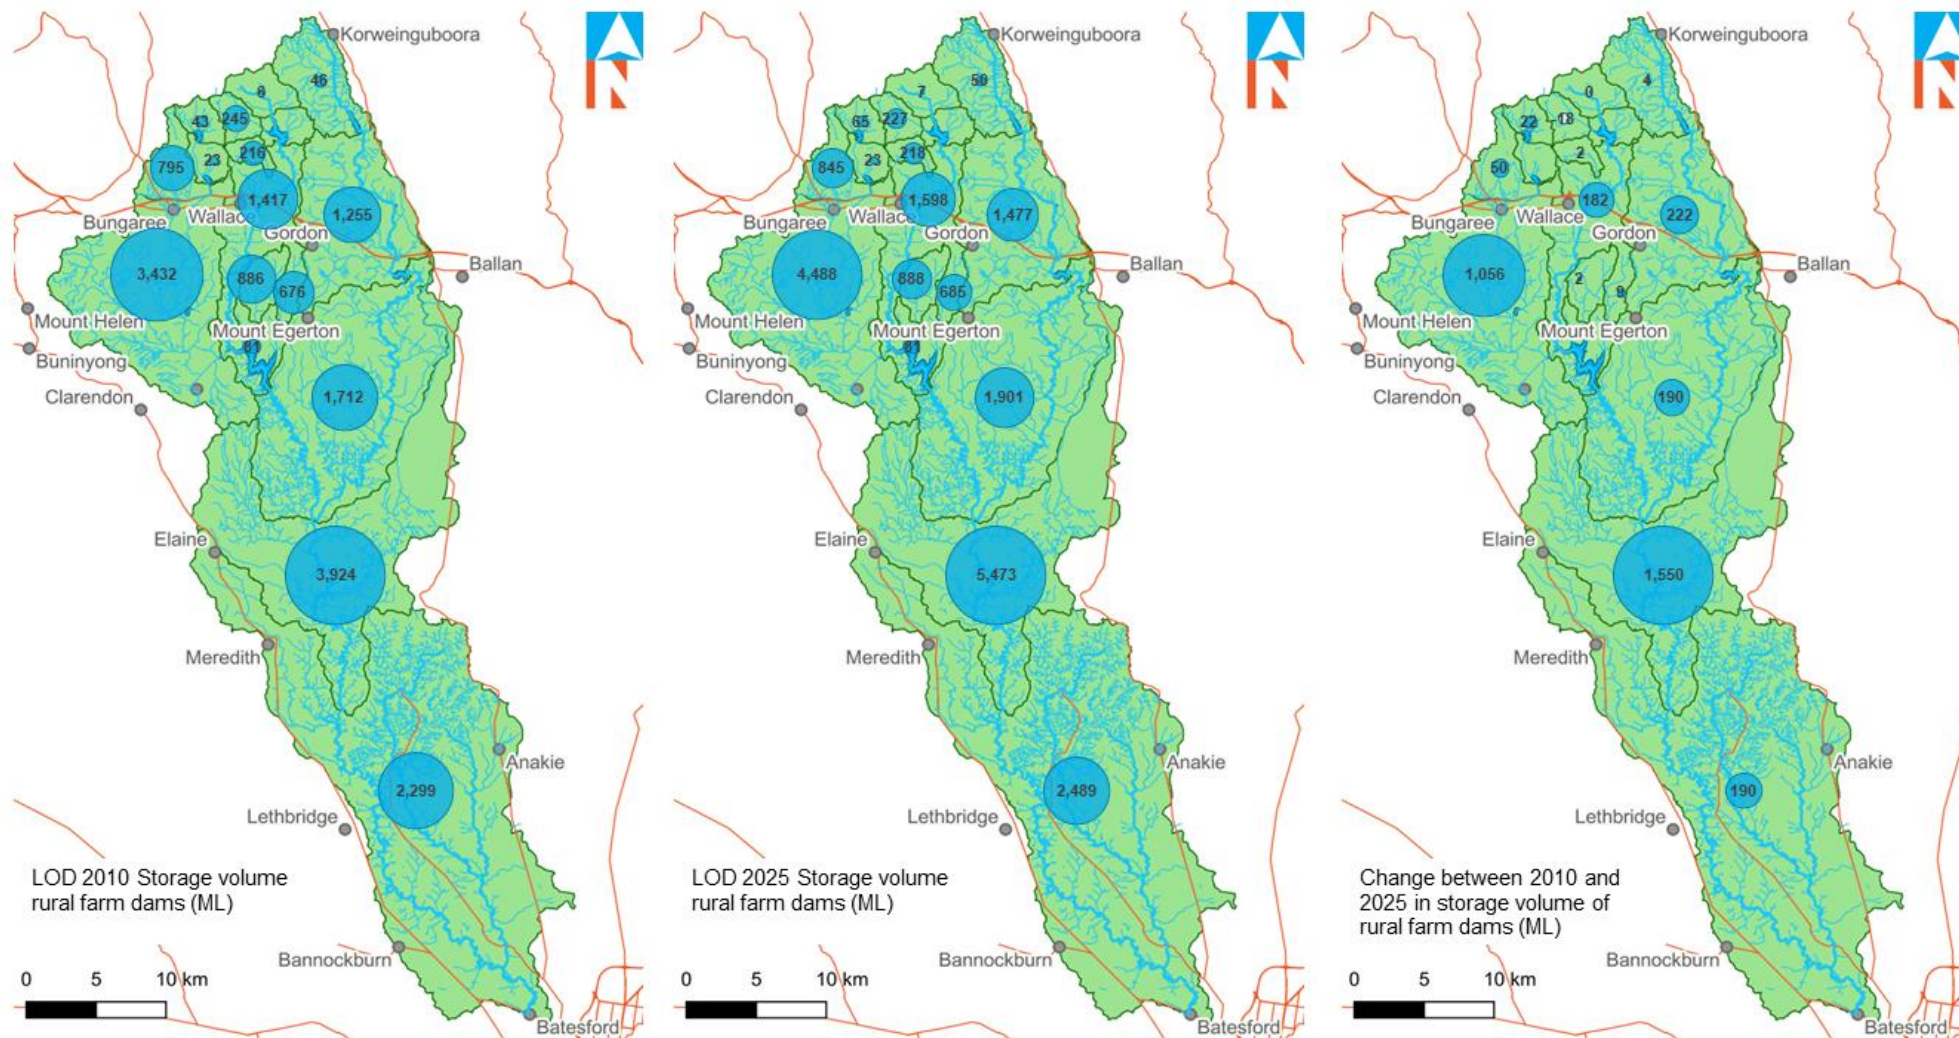 Korweinguboora
46
6
43
245
216
795
23
1,417
1,255
Bungaree
Wallace
Gordon
Ballan
3,432
886
676
Mount Helen
Mount Egerton
81
Buninyong
Clarendon
1,712
Elaine
3,924
Meredith
Anakie
2,299
Lethbridge
LOD 2010 Storage volume
rural farm dams (ML)
Bannockburn
0 5 10 km
Batesford
Korweinguboora
50
7
65
227
218
845
23
1,598
1,477
Bungaree
Wallace
Gordon
Ballan
4,488
888
685
Mount Helen
Mount Egerton
81
Buninyong
Clarendon
1,901
Elaine
5,473
Meredith
Anakie
2,489
Lethbridge
LOD 2025 Storage volume
rural farm dams (ML)
Bannockburn
0 5 10 km
Batesford
Korweinguboora
4
0
22
-18
2
50
182
222
Bungaree
Wallace
Gordon
Ballan
1,056
2
9
Mount Helen
Mount Egerton
Buninyong
Clarendon
190
Elaine
1,550
Meredith
Anakie
190
Lethbridge
Change between 2010 and
2025 in storage volume of
rural farm dams (ML)
Bannockburn
0 5 10 km
Batesford